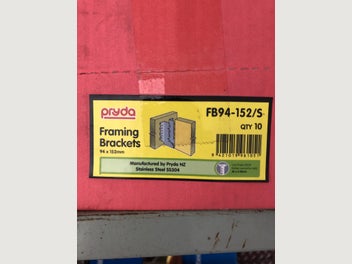 pryda
FB94-152/S
QTY 10
Framing
Brackets
94 x 152mm
Manufactured by Pryda NZ
Stainless Steel SS304